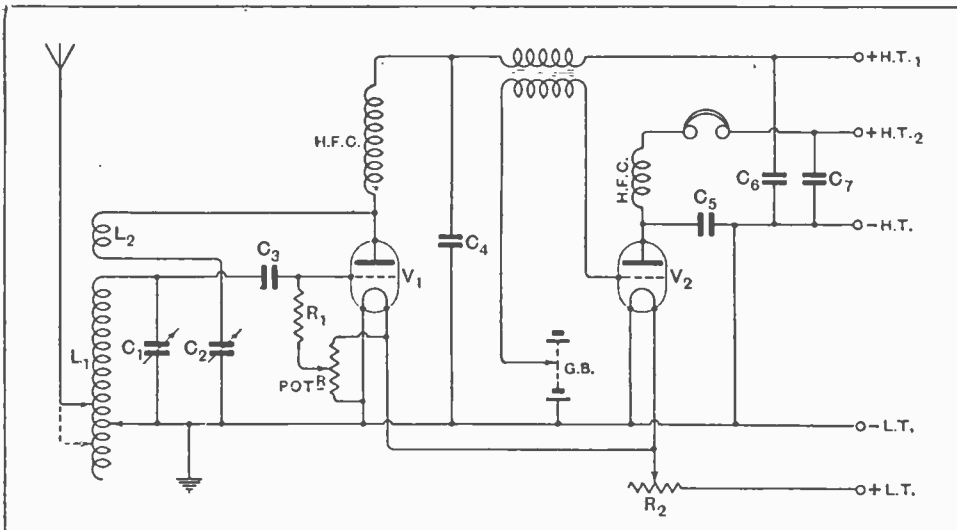 + H.T.1
H.F.C.
+ H.T.2
H.F.C.
C6
C7
C5
- H.T.
L2
C3
C4
V1
V2
R1
L1
C1
C2
POTR
G.B.
- L.T.
R2
+ L.T.